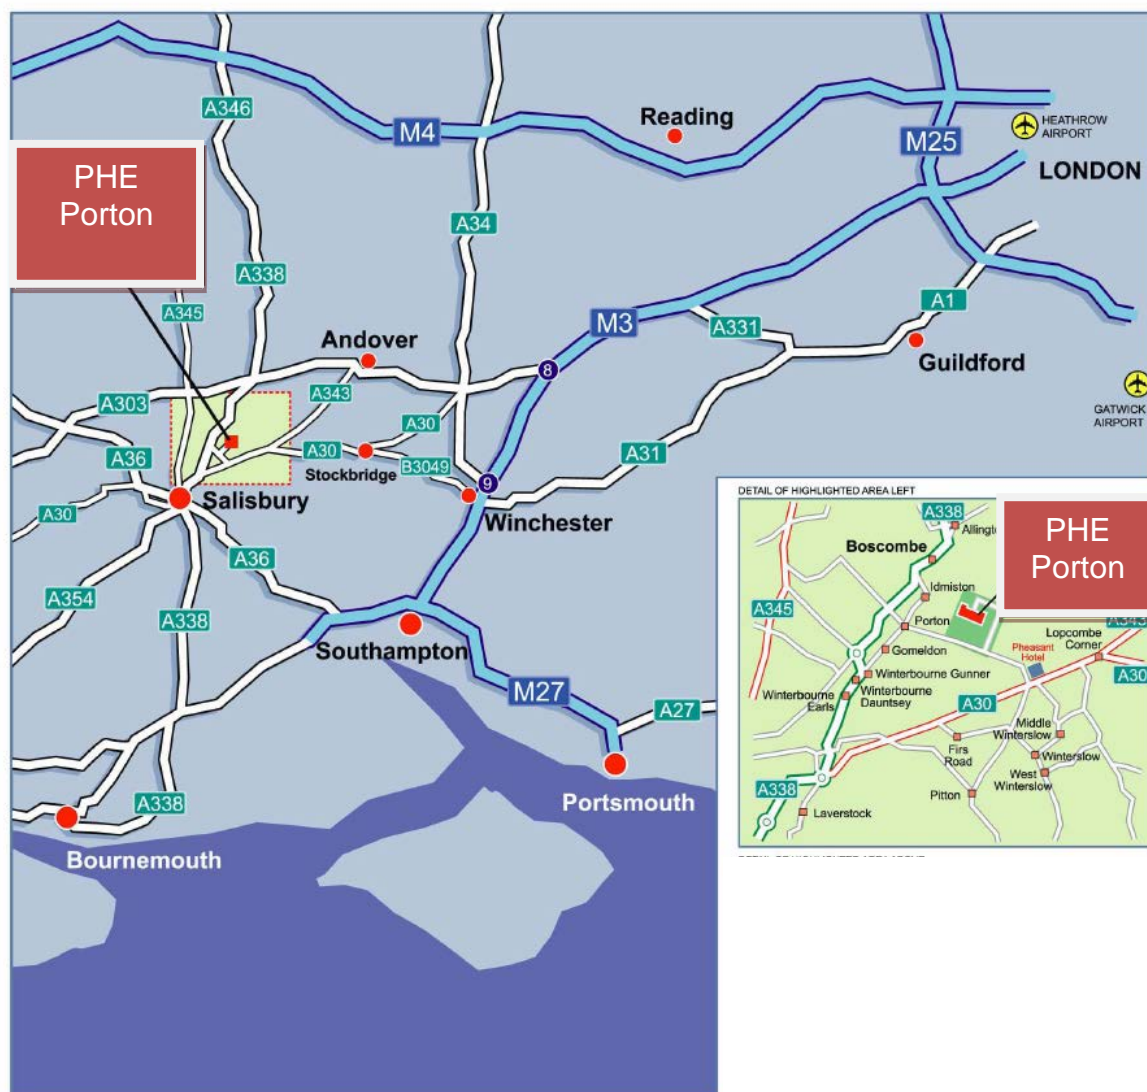 A346
M4
Reading
M25
HEATHROW
AIRPORT
LONDON
PHE
Porton
A34
A338
A345
A1
M3
A331
Andover
Guildford
8
A343
A303
GATWICK
AIRPORT
A30
A36
A30
Stockbridge
B3049
A31
9
Salisbury
A30
Winchester
A36
A354
A338
Southampton
M27
A27
A338
Portsmouth
Bournemouth
DETAIL OF HIGHLIGHTED AREA LEFT
A338
Boscombe
PHE
Porton
Idmiston
A345
Porton
Gomeldon
Pheasant
Hotel
Lopcombe
Corner
A30
Winterbourne Gunner
Winterbourne
Earls
Winterbourne
Dauntsey
A30
Middle
Winterslow
Firs
Road
Winterslow
West
Winterslow
A338
Pitton
Laverstock